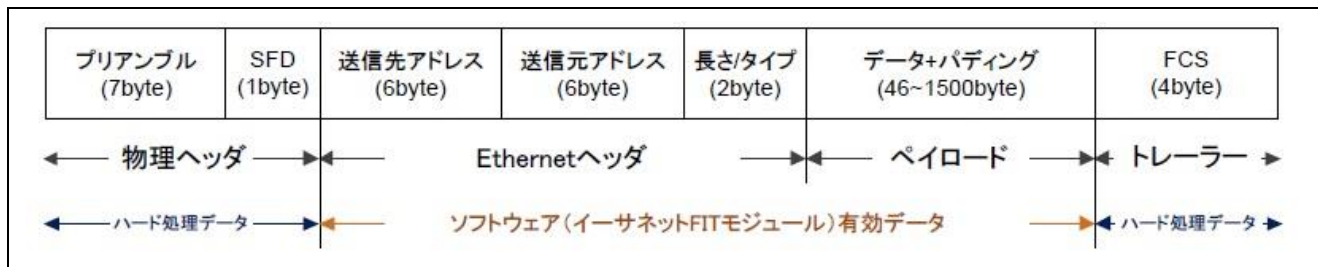 プリアンブル SFD 送信先アドレス 送信元アドレス 長さ/タイプ データ+パディング FCS
(7byte) (1byte) (6byte) (6byte) (2byte) (46~1500byte) (4byte)
物理ヘッダ Ethernetヘッダ ペイロード トレーラー
ハード処理データ ソフトウェア(イーサネットFITモジュール)有効データ ハード処理データ